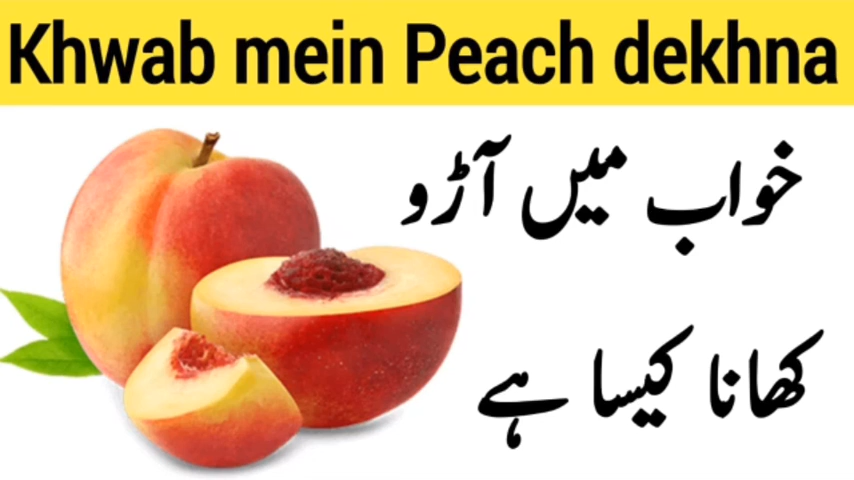 Khwab mein Peach dekhna
خواب میں آڑو
کھانا کیسا ہے